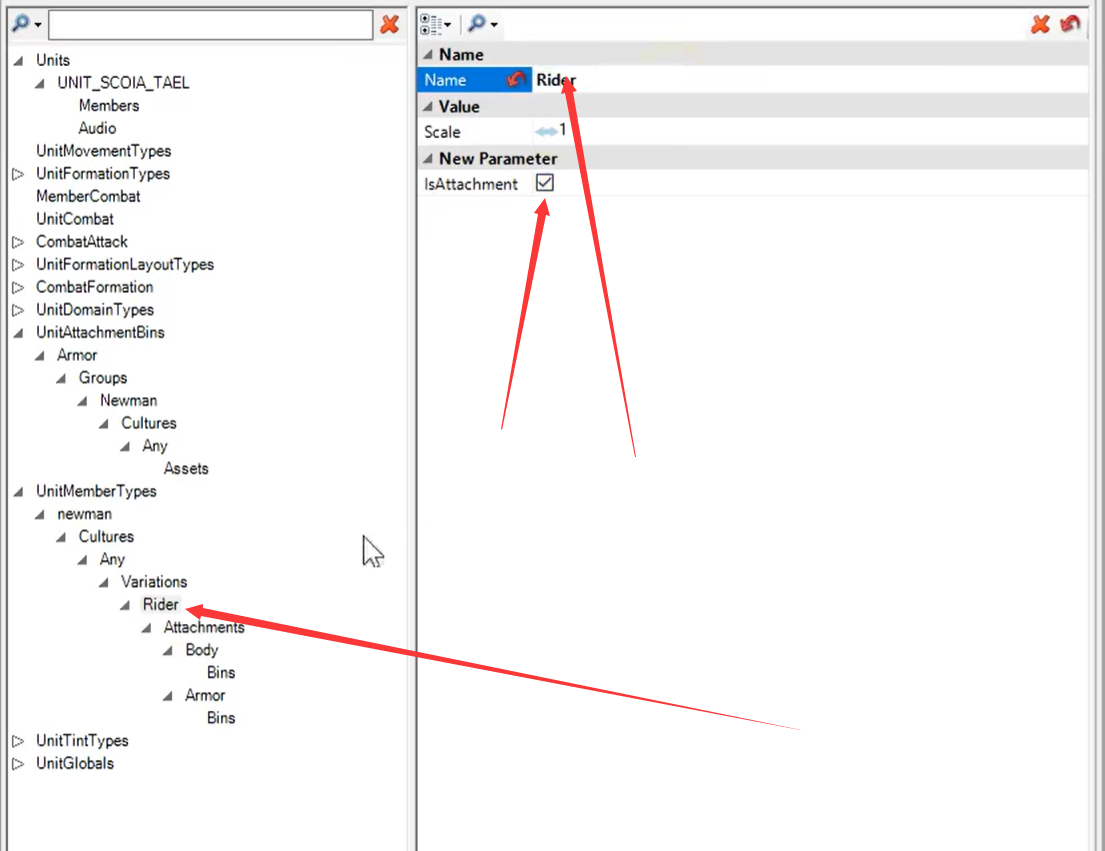 Units
UNIT_SCOIA_TAEL
Members
Audio
UnitMovementTypes
UnitFormationTypes
MemberCombat
UnitCombat
CombatAttack
UnitFormationLayoutTypes
CombatFormation
UnitDomainTypes
UnitAttachmentBins
Armor
Groups
Newman
Cultures
Any
Assets
UnitMemberTypes
newman
Cultures
Any
Variations
Rider
Attachments
Body
Bins
Armor
Bins
UnitTintTypes
UnitGlobals
Name
Name Rider
Value
Scale 1
New Parameter
IsAttachment